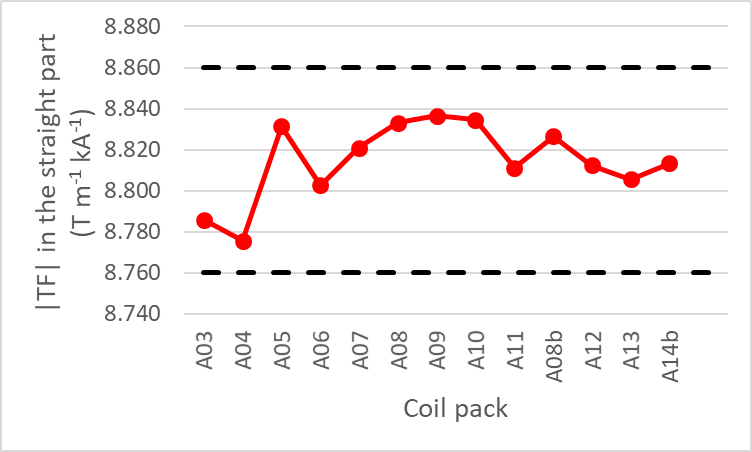 |TF| in the straight part
(T m⁻¹ kA⁻¹)
8.880
8.860
8.840
8.820
8.800
8.780
8.760
8.740
A03
A04
A05
A06
A07
A08
A09
A10
A11
A08b
A12
A13
A14b
Coil pack